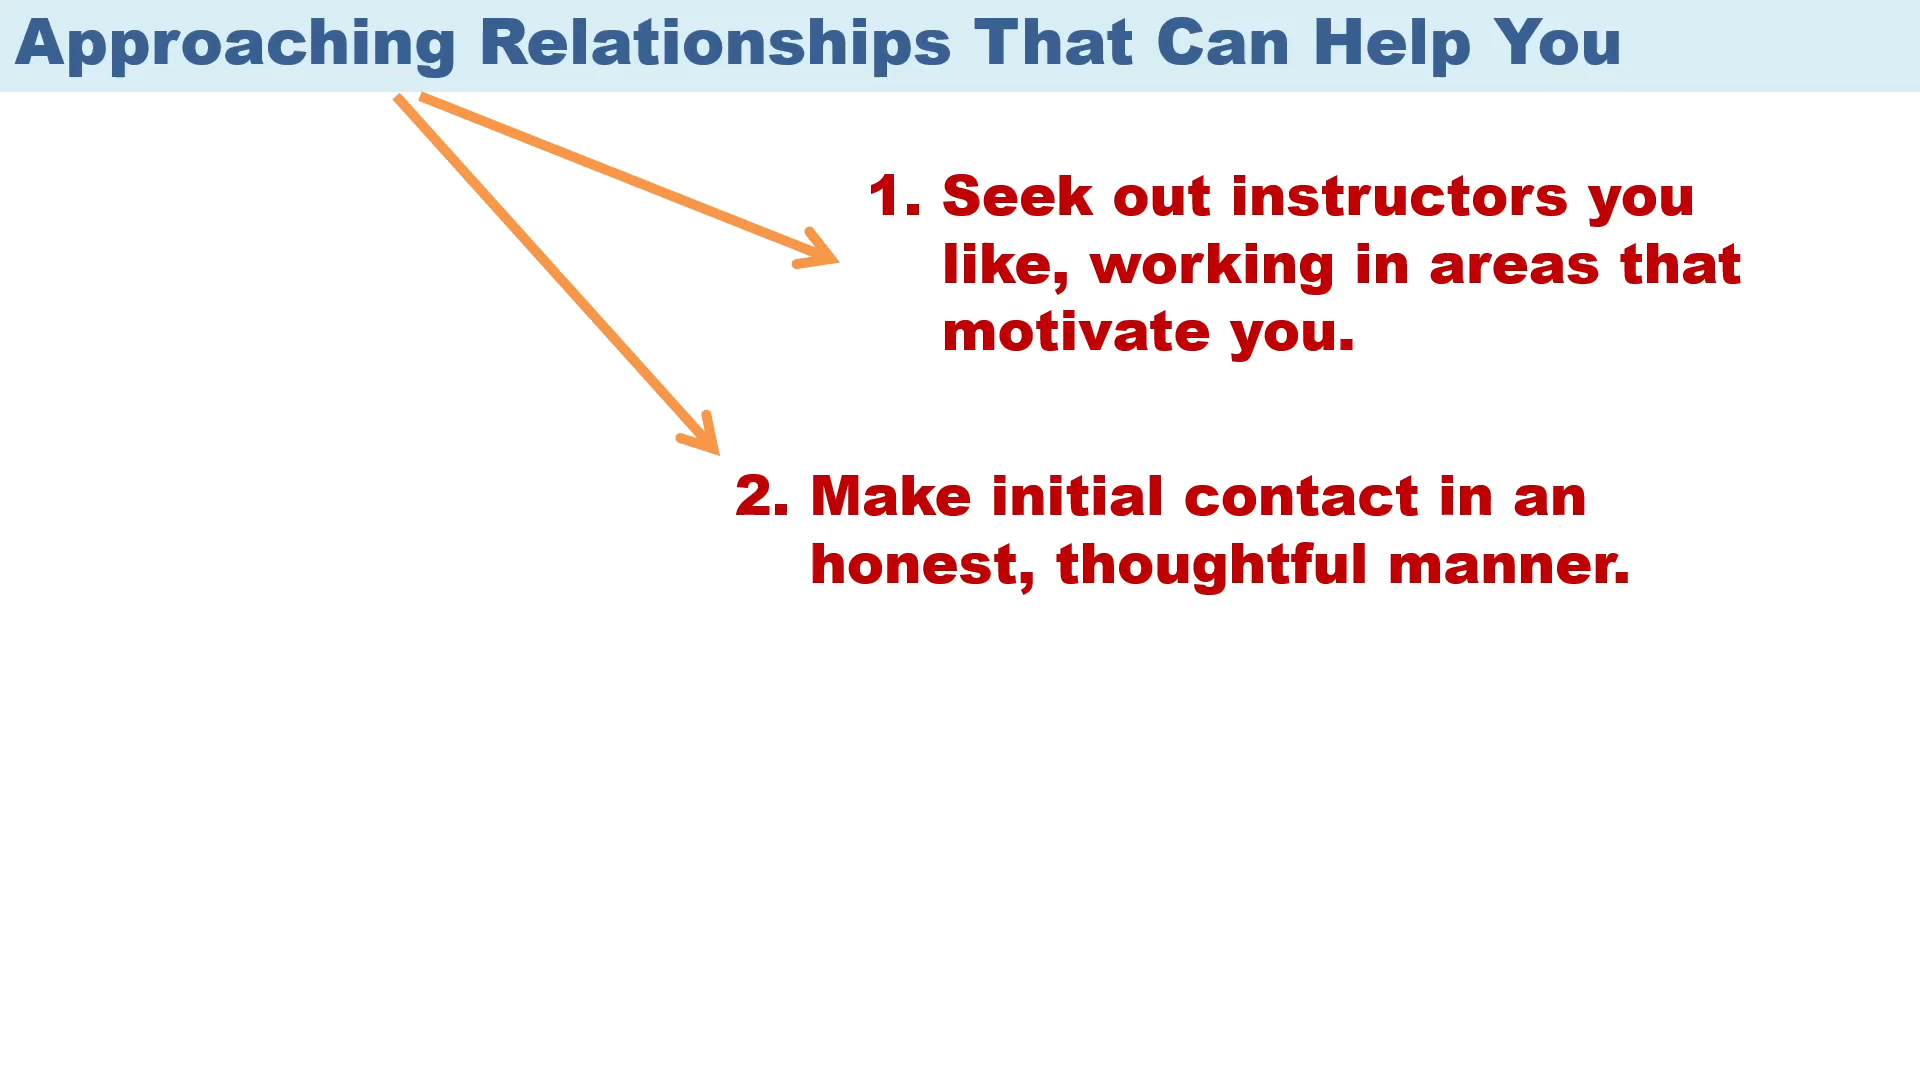 Approaching Relationships That Can Help You
1. Seek out instructors you
like, working in areas that
motivate you.
2. Make initial contact in an
honest, thoughtful manner.